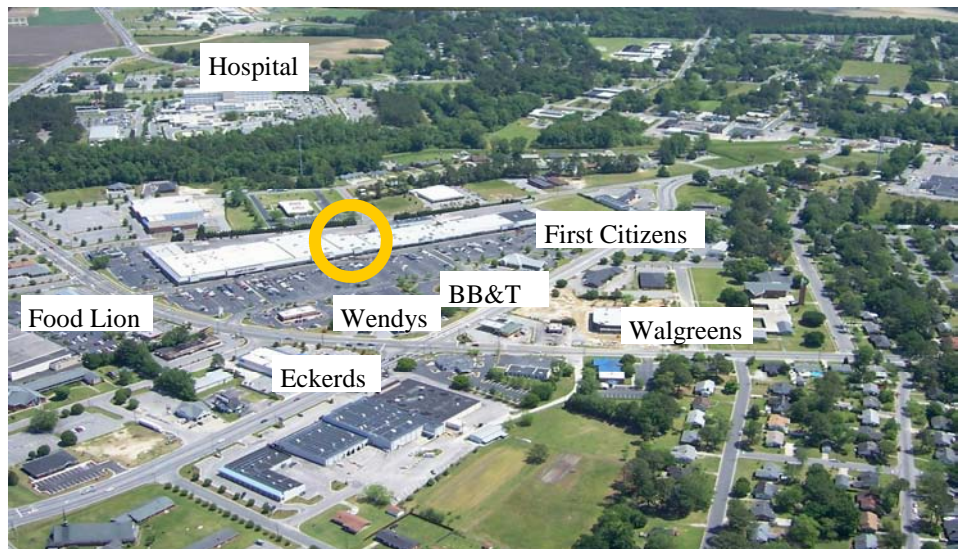 Hospital
First Citizens
BB&T
Food Lion
Wendys
Walgreens
Eckerds